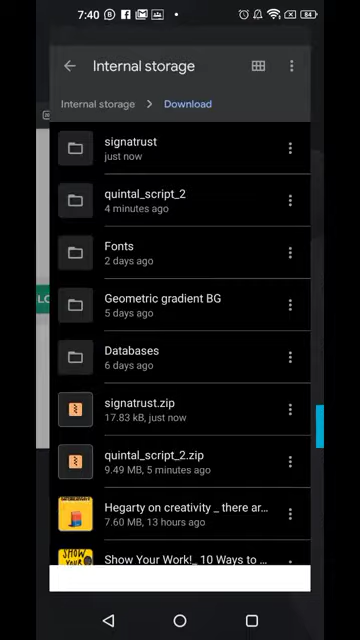 7:40
84
Internal storage
Internal storage > Download
signatrust
just now
quintal_script_2
4 minutes ago
Fonts
2 days ago
Geometric gradient BG
5 days ago
Databases
6 days ago
signatrust.zip
17.83 kB, just now
quintal_script_2.zip
9.49 MB, 5 minutes ago
Hegarty on creativity _ there ar...
7.60 MB, 13 hours ago
Show Your Work!_ 10 Ways to ...
LO